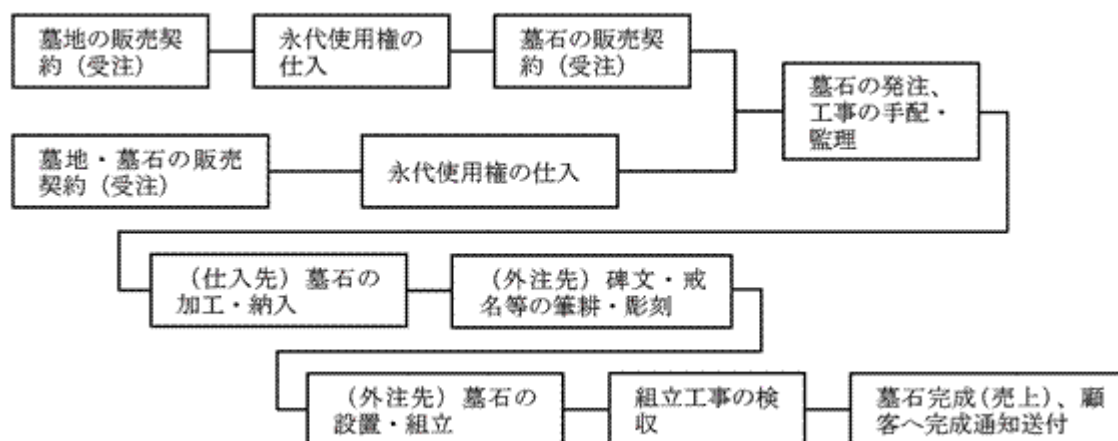 墓地の販売契
約（受注）
永代使用権の
仕入
墓石の販売契
約（受注）
墓石の発注、
工事の手配・
監理
墓地・墓石の販売
契約（受注）
永代使用権の仕入
（仕入先）墓石の
加工・納入
（外注先）碑文・戒
名等の筆耕・彫刻
（外注先）墓石の
設置・組立
組立工事の検
収
墓石完成(売上)、顧
客へ完成通知送付